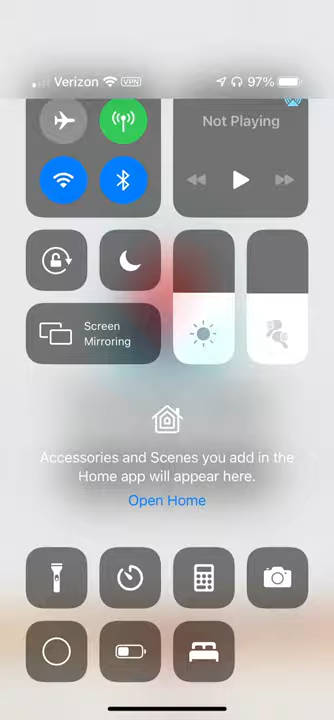 Verizon VPN 97%
Not Playing
Screen
Mirroring
Accessories and Scenes you add in the
Home app will appear here.
Open Home